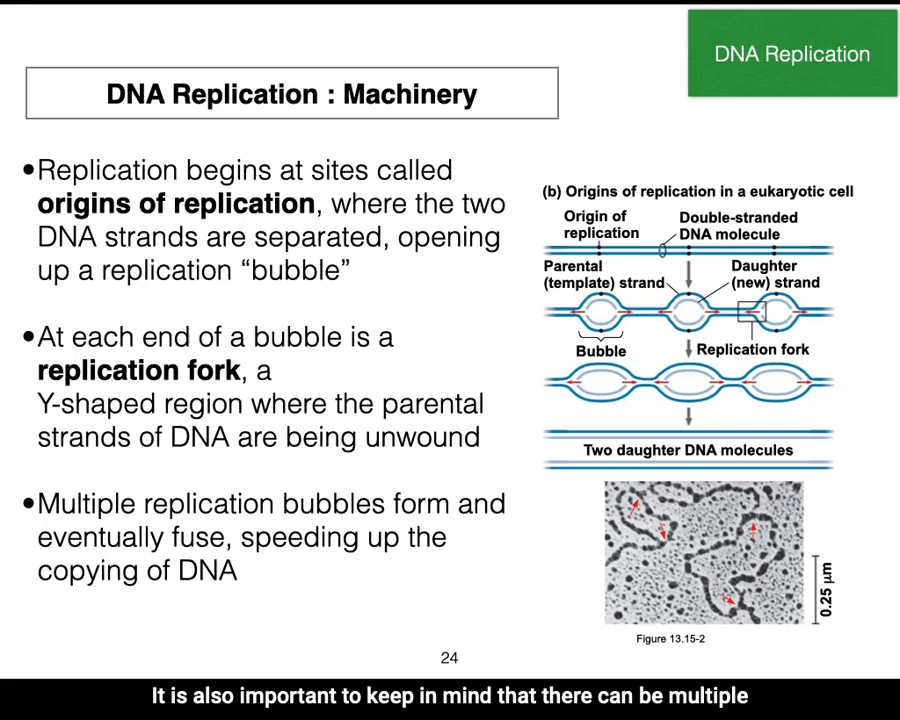 DNA Replication
DNA Replication : Machinery
•Replication begins at sites called
origins of replication, where the two
DNA strands are separated, opening
up a replication “bubble”
•At each end of a bubble is a
replication fork, a
Y-shaped region where the parental
strands of DNA are being unwound
•Multiple replication bubbles form and
eventually fuse, speeding up the
copying of DNA
(b) Origins of replication in a eukaryotic cell
Origin of
replication
Double-stranded
DNA molecule
Parental
(template) strand
Daughter
(new) strand
Bubble
Replication fork
Two daughter DNA molecules
0.25 μm
Figure 13.15-2
24
It is also important to keep in mind that there can be multiple